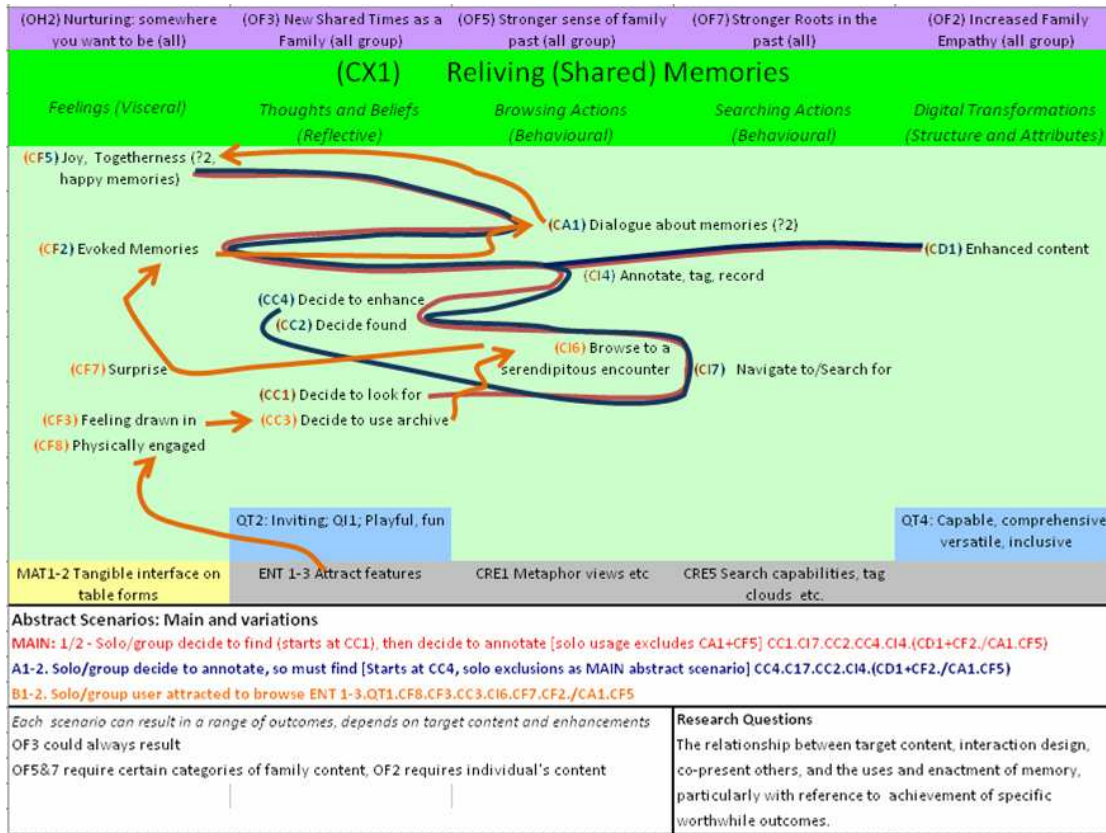 (OH2) Nurturing: somewhere you want to be (all)
(OF3) New Shared Times as a Family (all group)
(OF5) Stronger sense of family past (all group)
(OF7) Stronger Roots in the past (all)
(OF2) Increased Family Empathy (all group)
(CX1) Reliving (Shared) Memories
Feelings (Visceral)
Thoughts and Beliefs (Reflective)
Browsing Actions (Behavioural)
Searching Actions (Behavioural)
Digital Transformations (Structure and Attributes)
(CF5) Joy, Togetherness (?2, happy memories)
(CA1) Dialogue about memories (?2)
(CF2) Evoked Memories
(CD1) Enhanced content
(CI4) Annotate, tag, record
(CC4) Decide to enhance
(CC2) Decide found
(CI6) Browse to a serendipitous encounter
(CF7) Surprise
(CI7) Navigate to/Search for
(CC1) Decide to look for
(CF3) Feeling drawn in
(CC3) Decide to use archive
(CF8) Physically engaged
QT2: Inviting; QI1; Playful, fun
QT4: Capable, comprehensive, versatile, inclusive
MAT1-2 Tangible interface on table forms
ENT 1-3 Attract features
CRE1 Metaphor views etc
CRE5 Search capabilities, tag clouds etc.
Abstract Scenarios: Main and variations
MAIN: 1/2 - Solo/group decide to find (starts at CC1), then decide to annotate [solo usage excludes CA1+CF5] CC1.CI7.CC2.CC4.CI4.(CD1+CF2./CA1.CF5)
A1-2. Solo/group decide to annotate, so must find [Starts at CC4, solo exclusions as MAIN abstract scenario] CC4.C17.CC2.CI4.(CD1+CF2./CA1.CF5)
B1-2. Solo/group user attracted to browse ENT 1-3.QT1.CF8.CF3.CC3.CI6.CF7.CF2./CA1.CF5
Each scenario can result in a range of outcomes, depends on target content and enhancements
OF3 could always result
OF5&7 require certain categories of family content, OF2 requires individual's content
Research Questions
The relationship between target content, interaction design,
co-present others, and the uses and enactment of memory,
particularly with reference to achievement of specific
worthwhile outcomes.